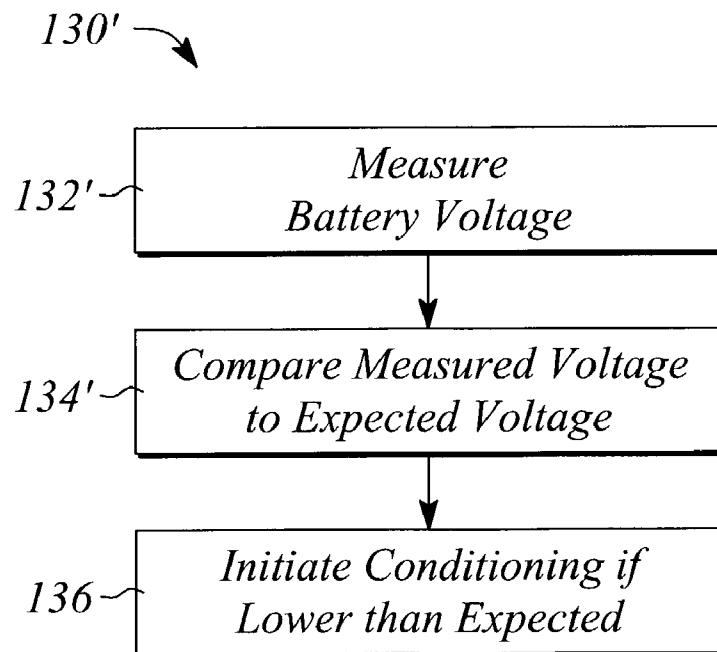 130'
132'
Measure
Battery Voltage
134'
Compare Measured Voltage
to Expected Voltage
136
Initiate Conditioning if
Lower than Expected